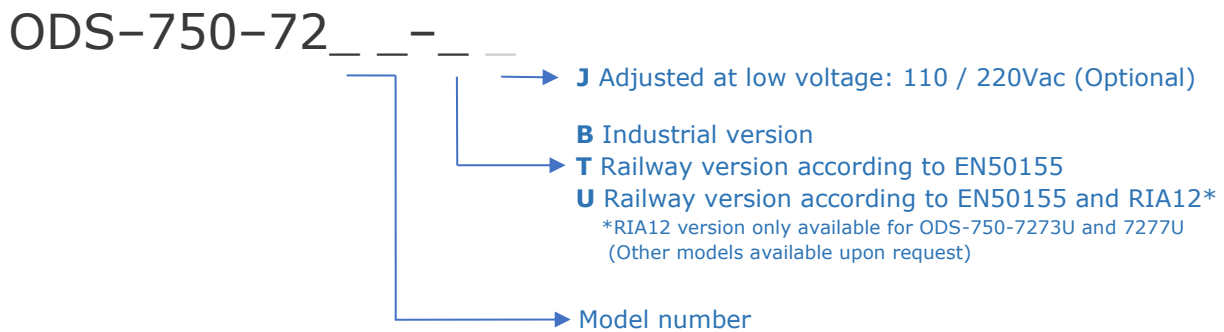 ODS–750–72_ _–_ _
J Adjusted at low voltage: 110 / 220Vac (Optional)
B Industrial version
T Railway version according to EN50155
U Railway version according to EN50155 and RIA12*
*RIA12 version only available for ODS-750-7273U and 7277U
(Other models available upon request)
Model number